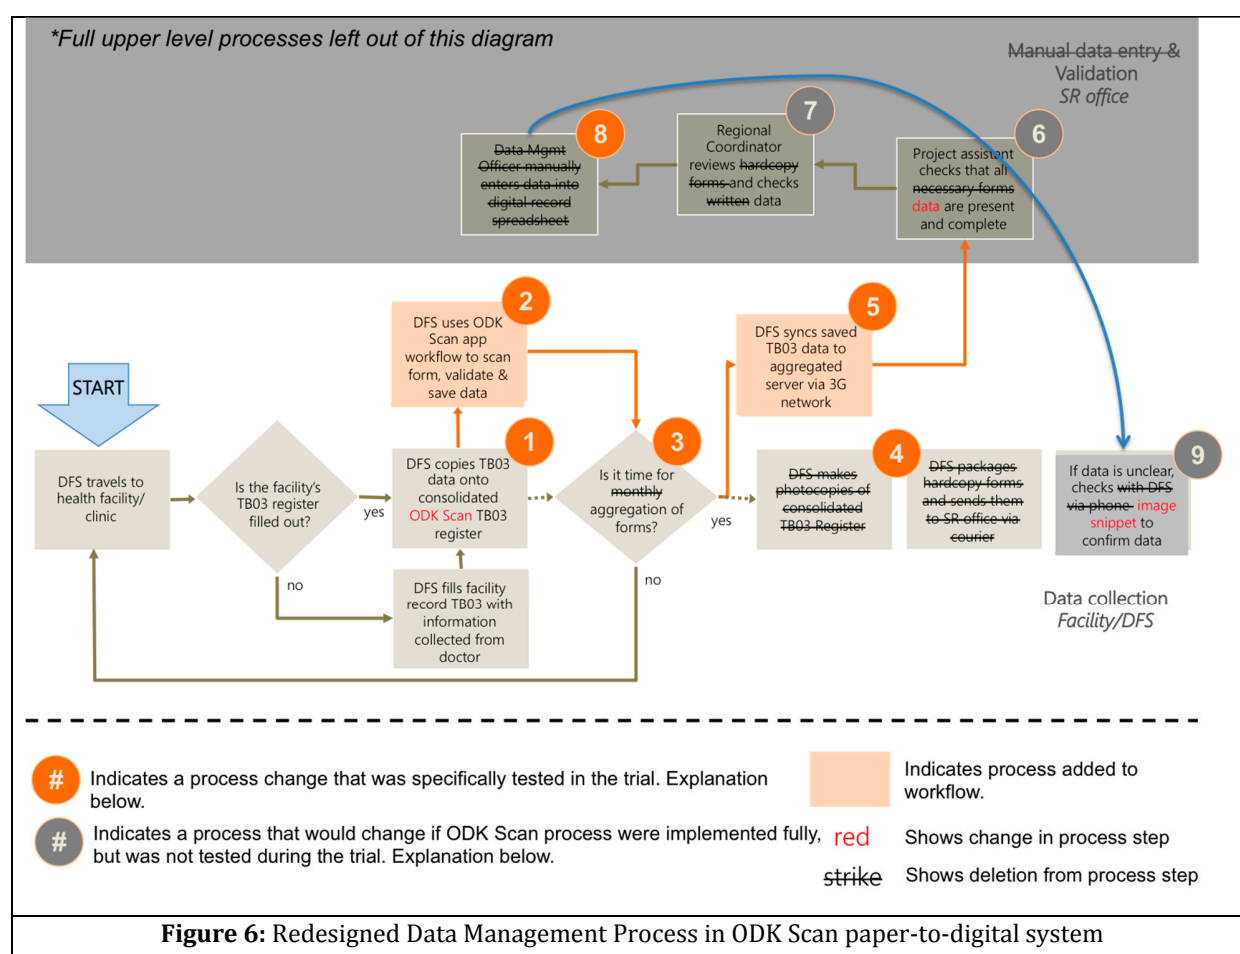 *Full upper level processes left out of this diagram
Manual data entry &
Validation
SR office
8
Data Mgmt
Officer manually
enters data into
digital record
spreadsheet
7
Regional
Coordinator
reviews hardcopy
forms and checks
written data
6
Project assistant
checks that all
necessary forms
data are present
and complete
2
DFS uses ODK
Scan app
workflow to scan
form, validate &
save data
5
DFS syncs saved
TB03 data to
aggregated
server via 3G
network
START
DFS travels to
health facility/
clinic
Is the facility's
TB03 register
filled out?
yes
no
1
DFS copies TB03
data onto
consolidated
ODK Scan TB03
register
DFS fills facility
record TB03 with
information
collected from
doctor
3
Is it time for
monthly
aggregation of
forms?
yes
no
4
DFS makes
photocopies of
consolidated
TB03 Register
DFS packages
hardcopy forms
and sends them
to SR office via
courier
9
If data is unclear,
checks with DFS
via phone image
snippet to
confirm data
Data collection
Facility/DFS
# Indicates a process change that was specifically tested in the trial. Explanation
below.
# Indicates a process that would change if ODK Scan process were implemented fully,
but was not tested during the trial. Explanation below.
Indicates process added to
workflow.
red Shows change in process step
strike Shows deletion from process step
Figure 6: Redesigned Data Management Process in ODK Scan paper-to-digital system